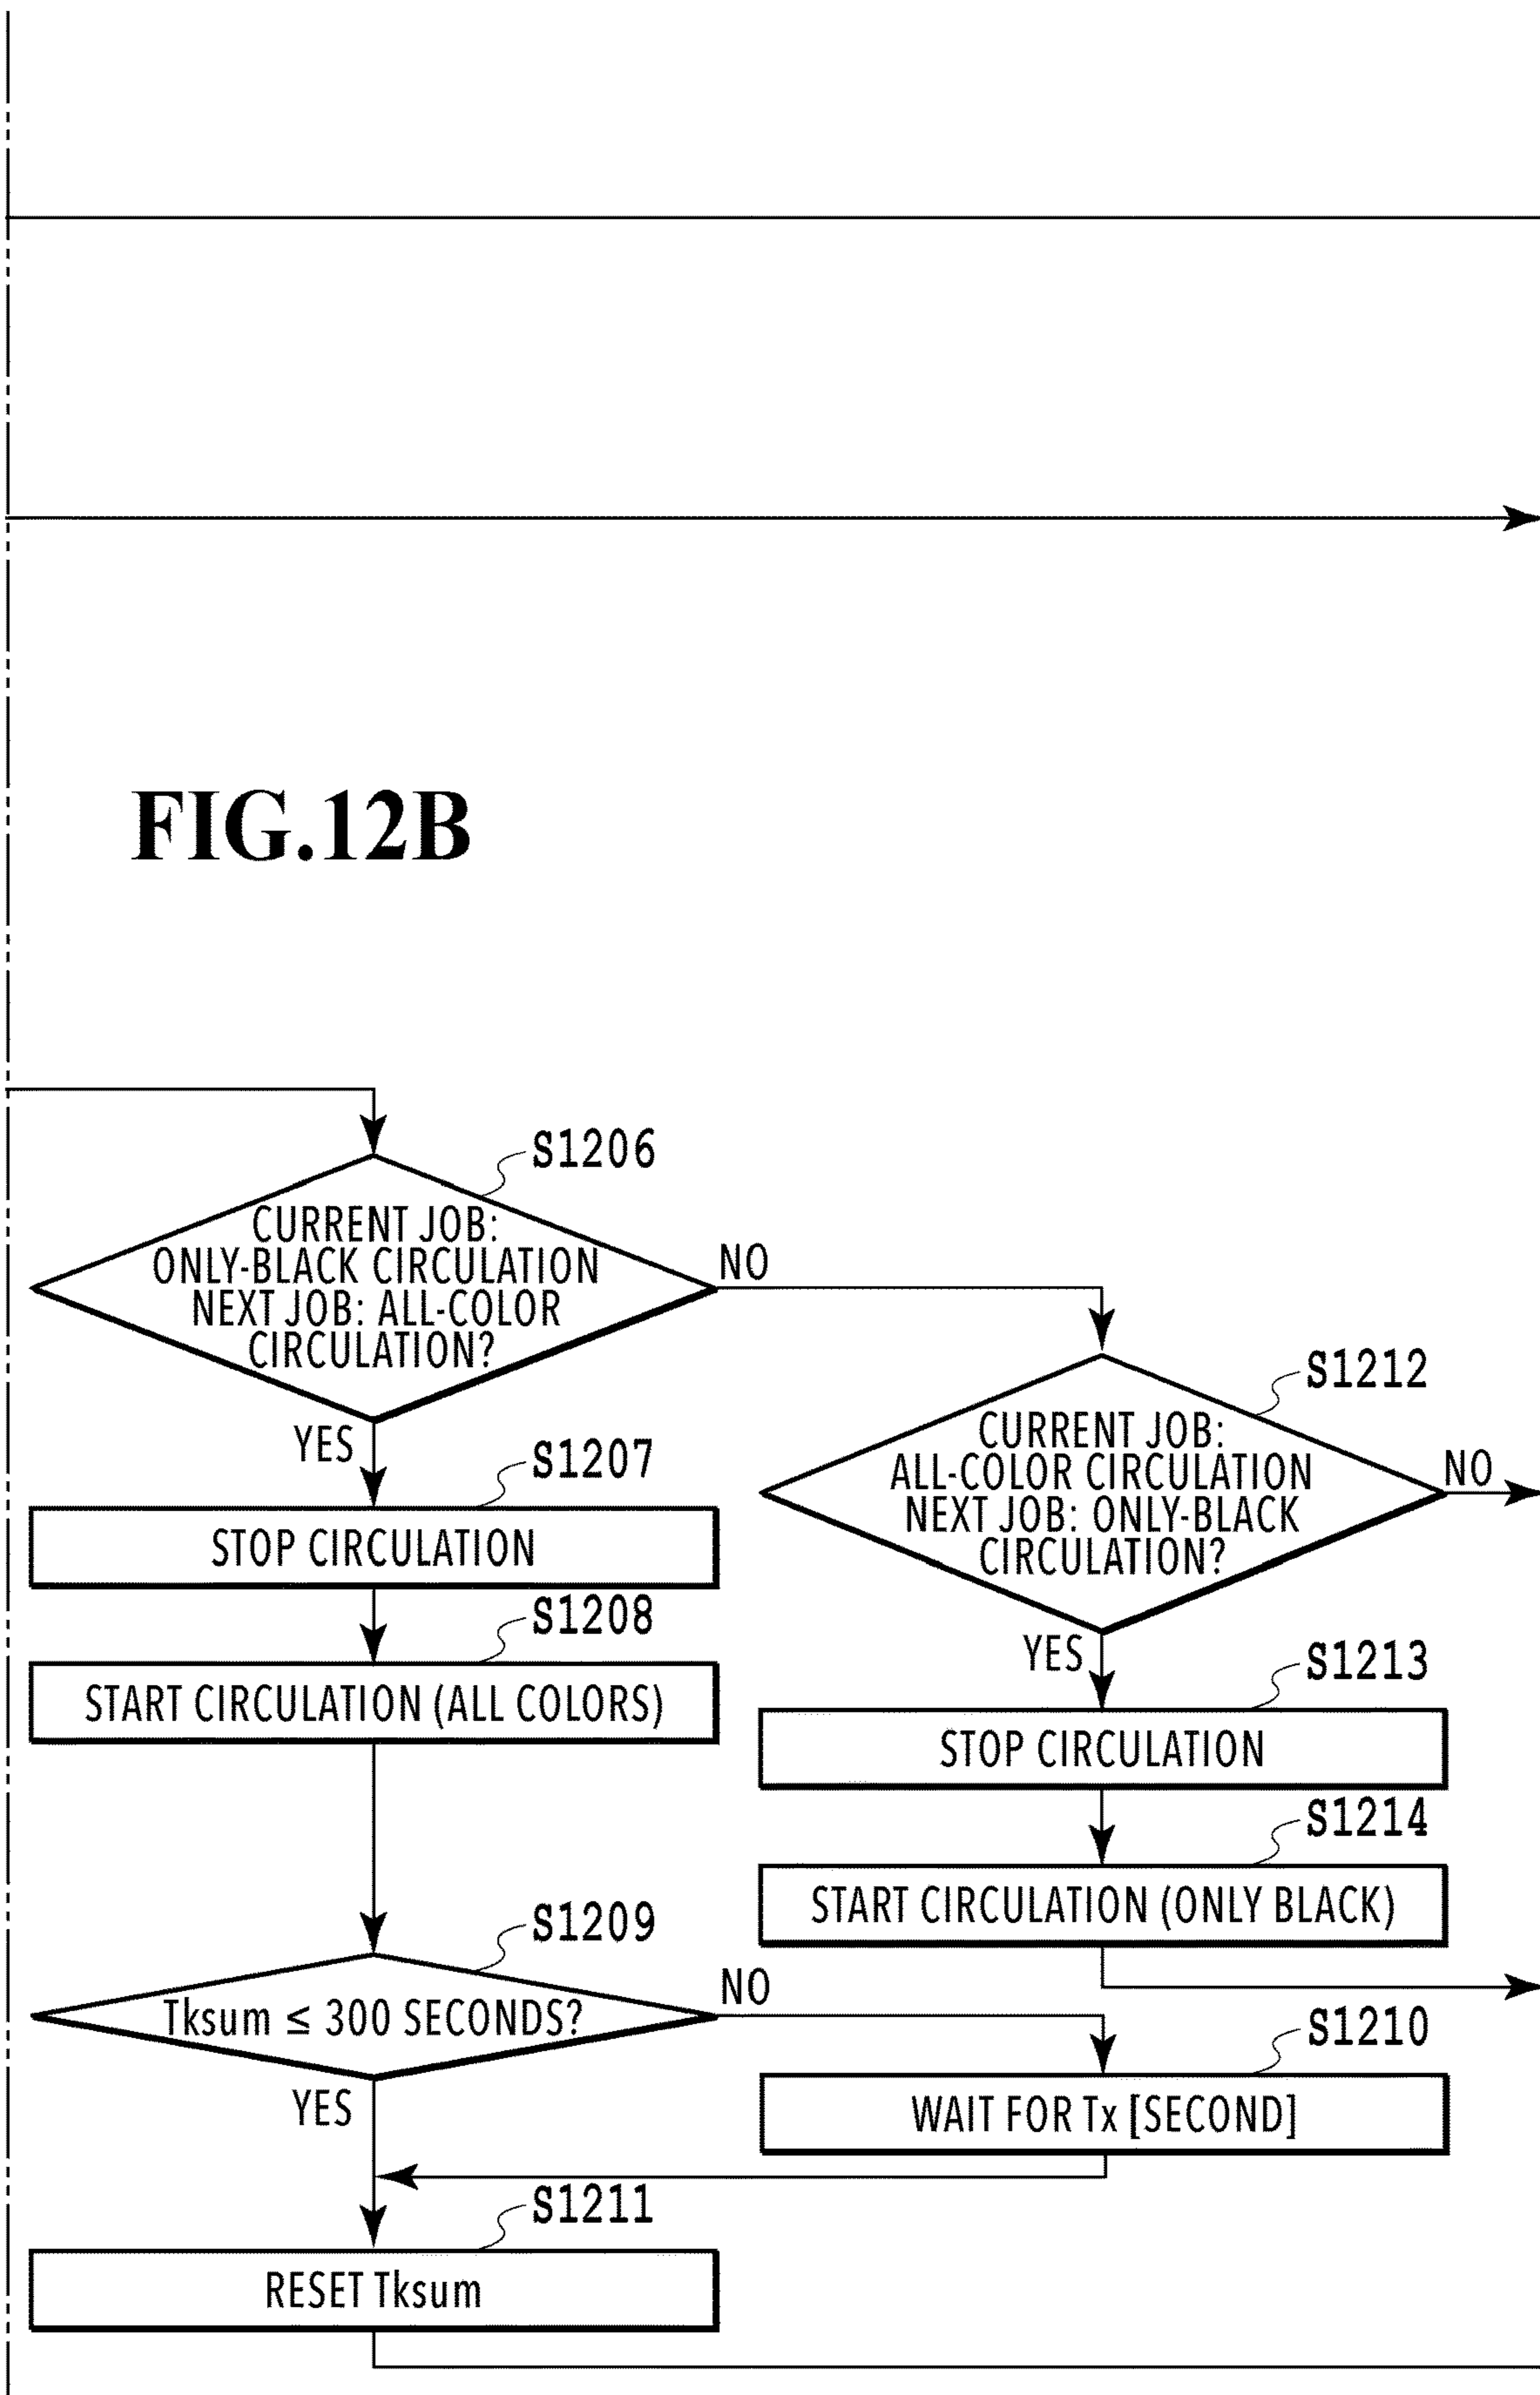 FIG.12B
S1206
CURRENT JOB:
ONLY-BLACK CIRCULATION
NEXT JOB: ALL-COLOR
CIRCULATION?
NO
YES
S1207
STOP CIRCULATION
S1208
START CIRCULATION (ALL COLORS)
S1209
Tksum ≤ 300 SECONDS?
NO
YES
S1212
CURRENT JOB:
ALL-COLOR CIRCULATION
NEXT JOB: ONLY-BLACK
CIRCULATION?
NO
YES
S1213
STOP CIRCULATION
S1214
START CIRCULATION (ONLY BLACK)
S1210
WAIT FOR Tx [SECOND]
S1211
RESET Tksum